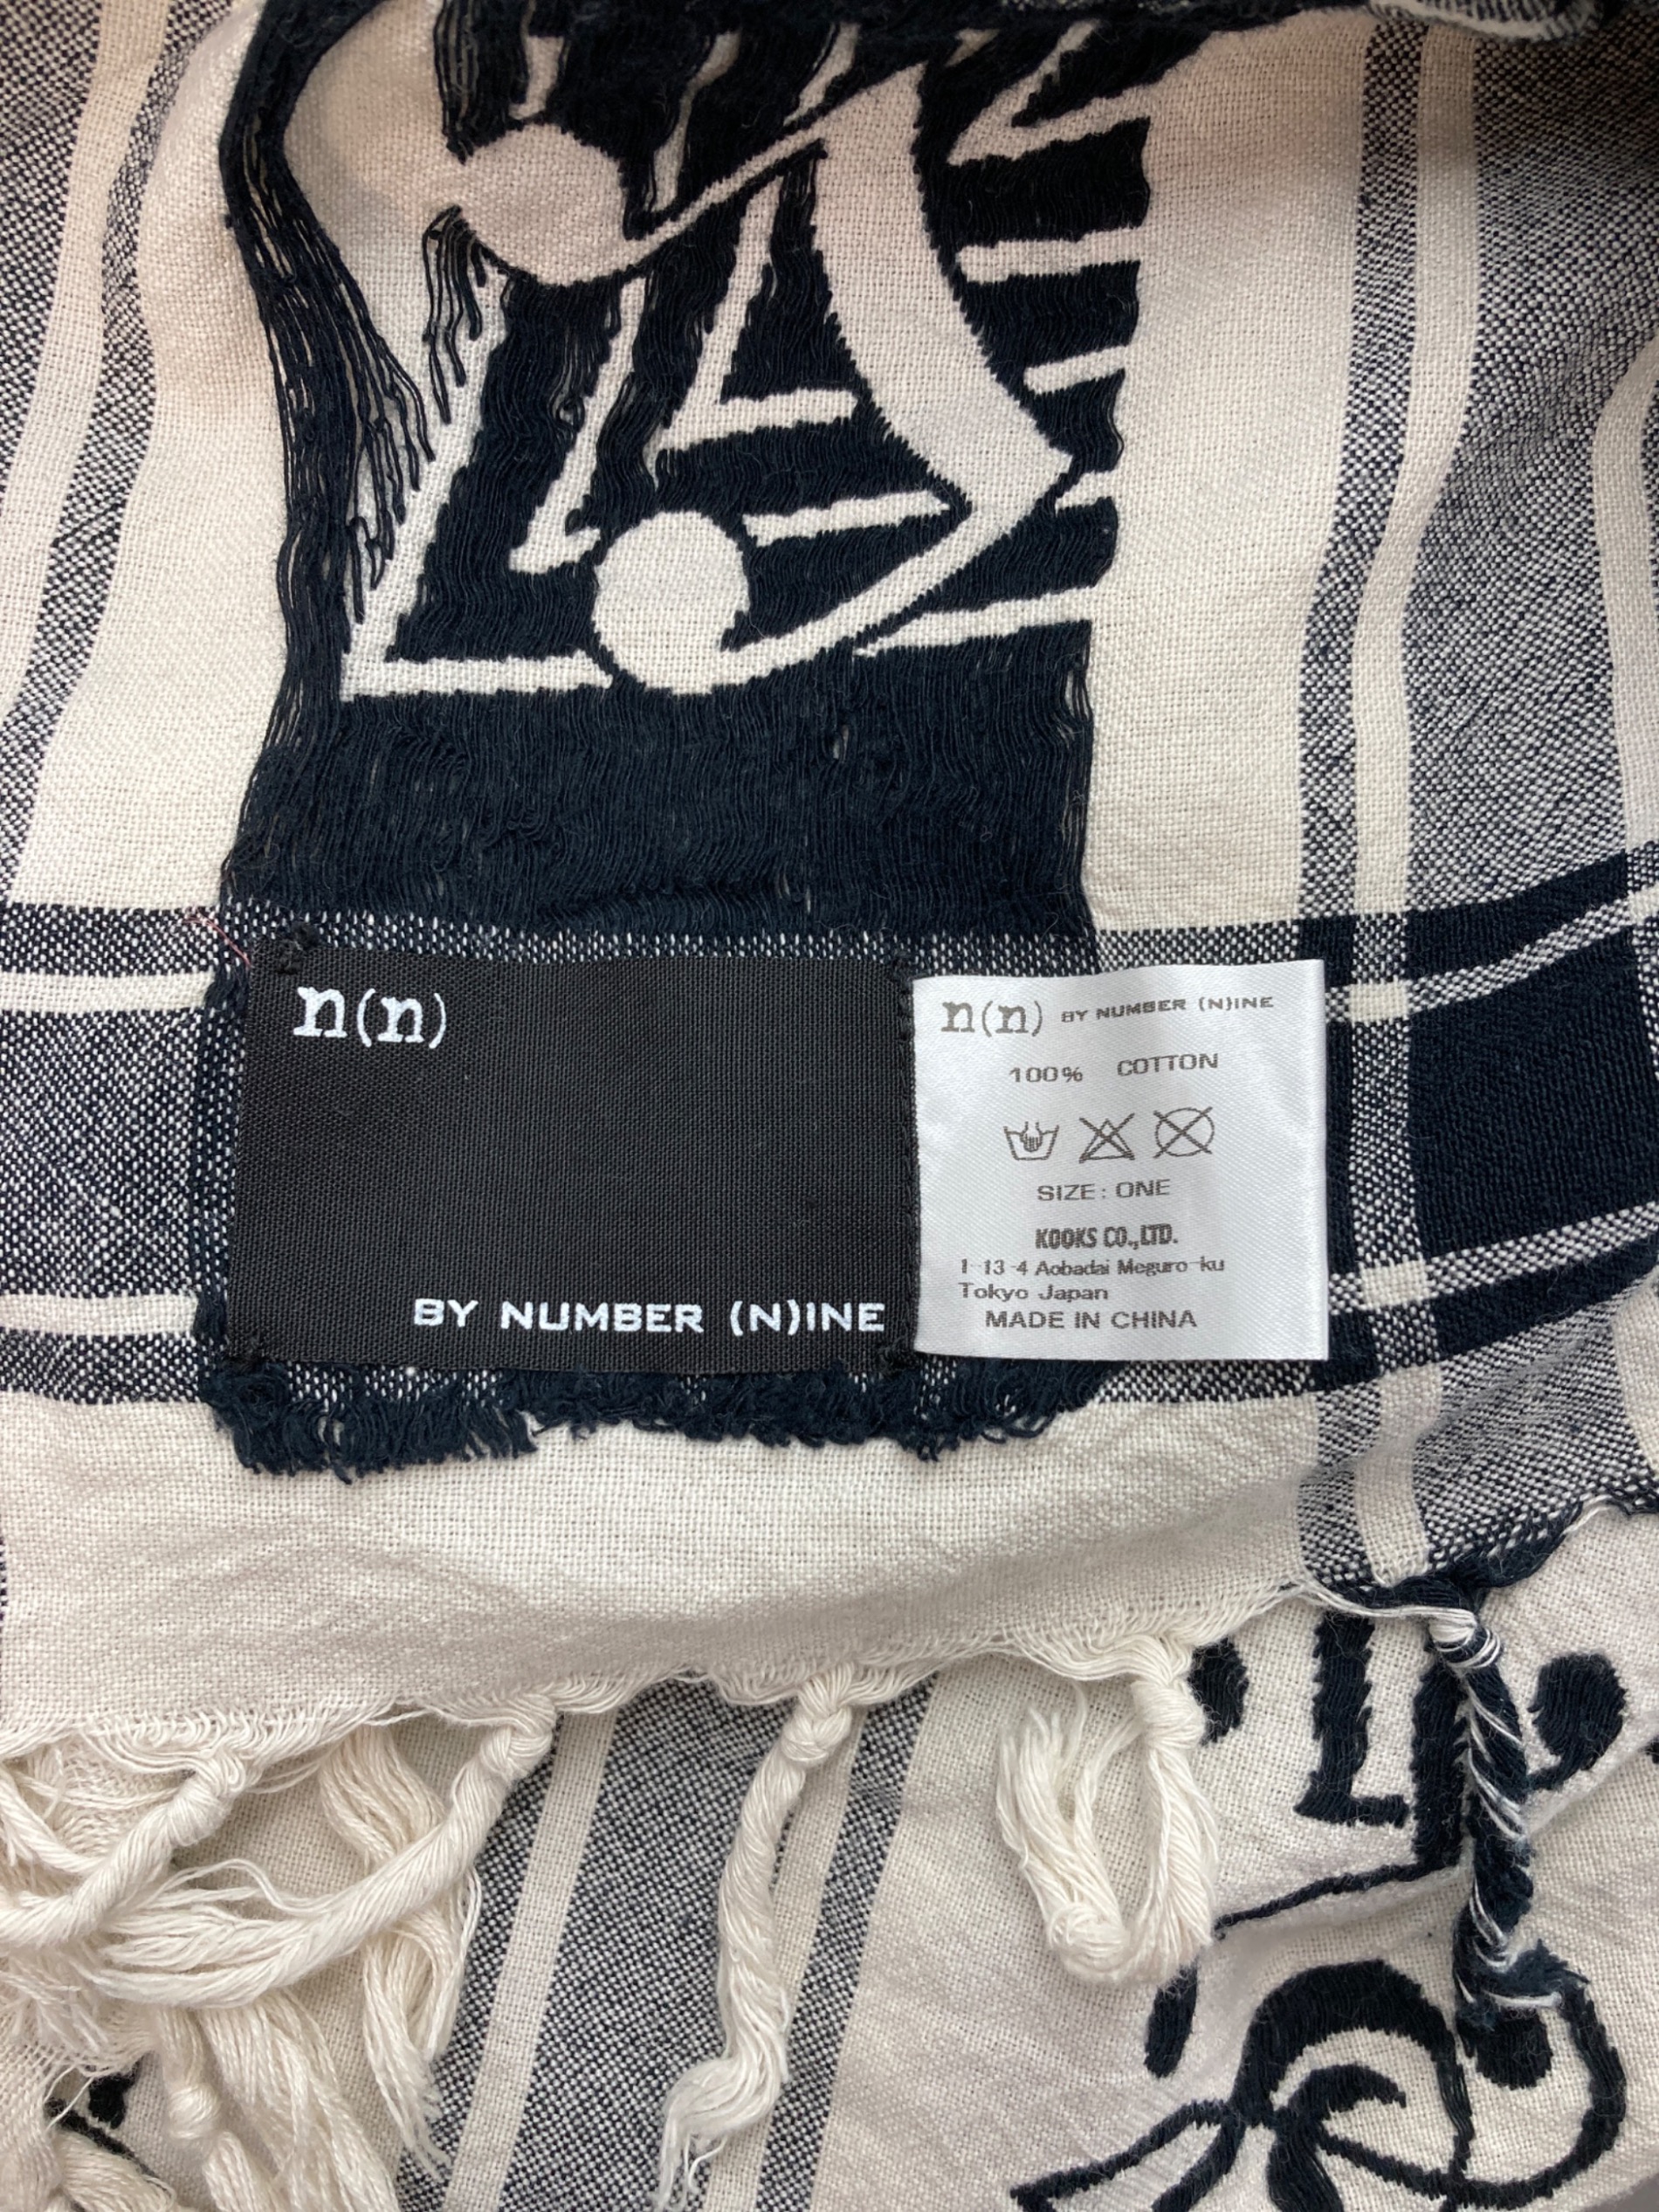 n(n)
BY NUMBER (N)INE
n(n) BY NUMBER (N)INE
100% COTTON
SIZE: ONE
KOOKS CO.,LTD.
1-13-4 Aobadai Meguro-ku
Tokyo Japan
MADE IN CHINA